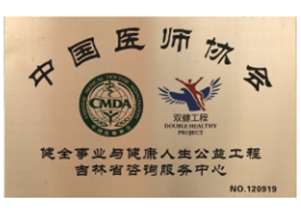 中国医师协会
CMDA
双健工程
DOUBLE HEALTHY
PROJECT
健全事业与健康人生公益工程
吉林省咨询服务中心
NO.120919